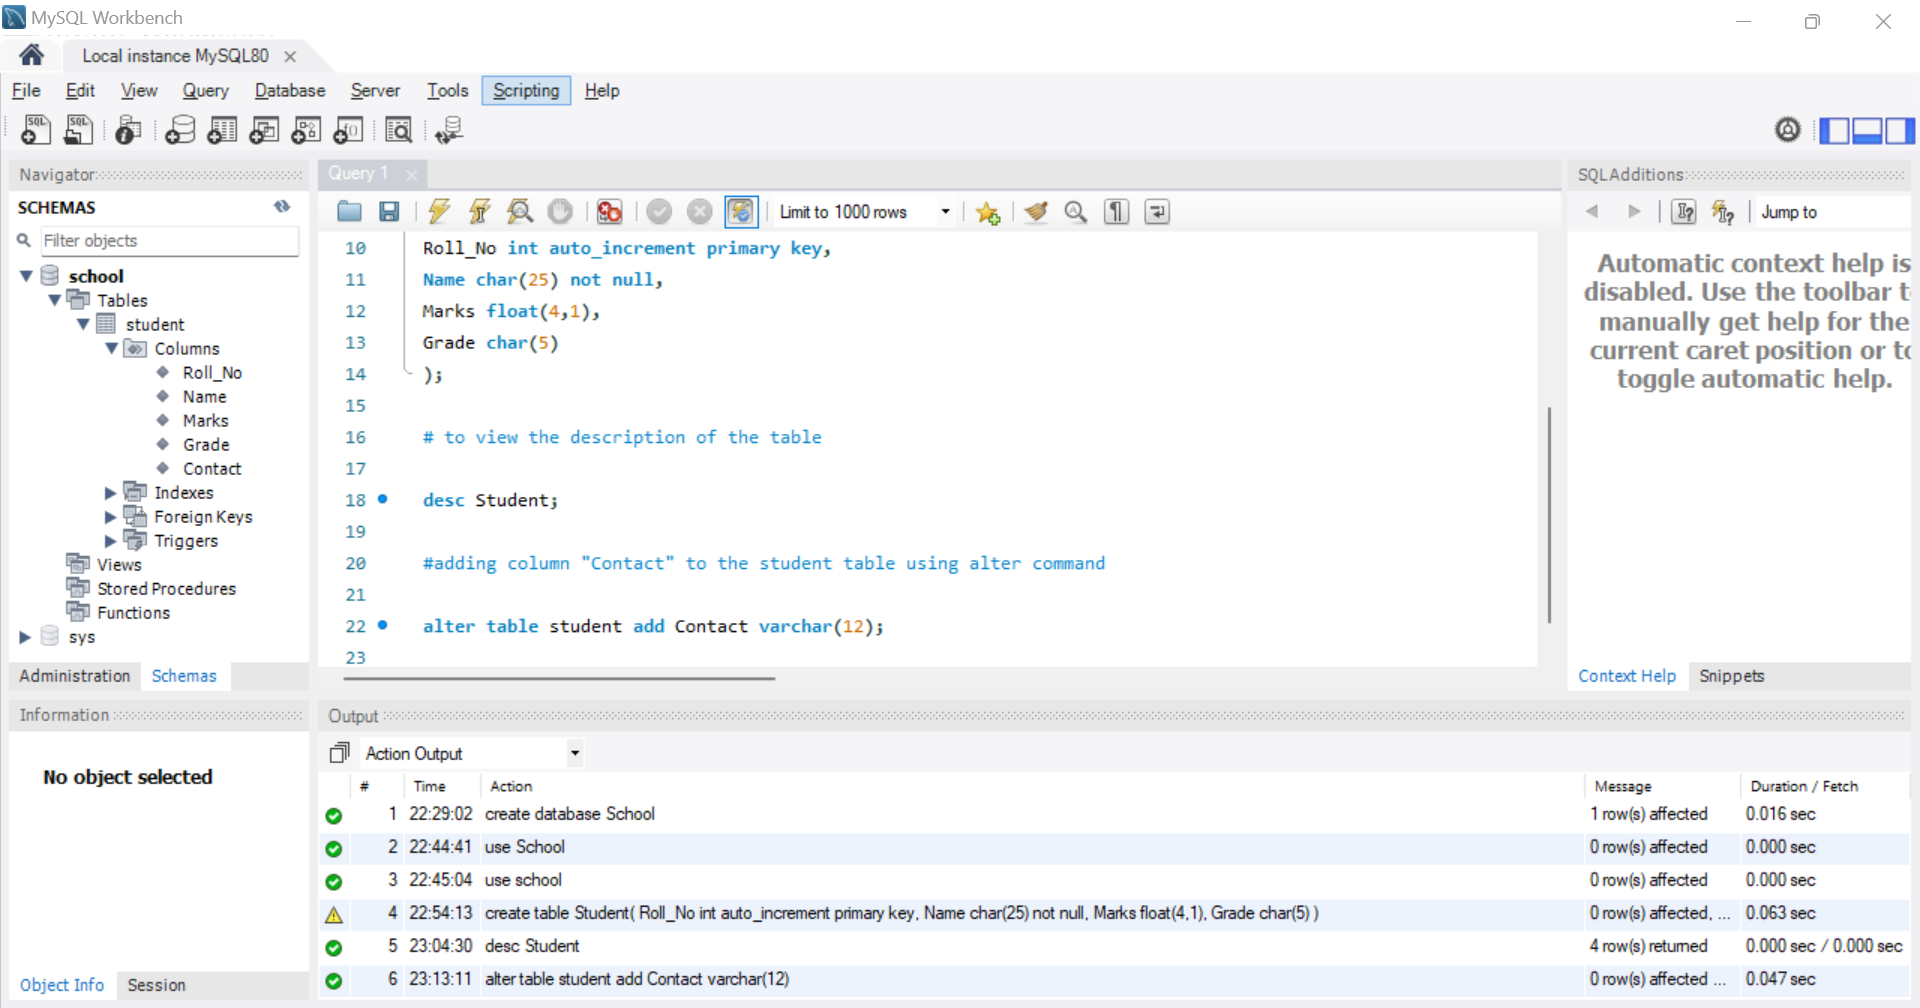 MySQL Workbench
Local instance MySQL80
File Edit View Query Database Server Tools Scripting Help
Navigator
SCHEMAS
Filter objects
school
Tables
student
Columns
Roll_No
Name
Marks
Grade
Contact
Indexes
Foreign Keys
Triggers
Views
Stored Procedures
Functions
sys
Administration Schemas
Information
No object selected
Object Info Session
Query 1
Limit to 1000 rows
10 Roll_No int auto_increment primary key,
11 Name char(25) not null,
12 Marks float(4,1),
13 Grade char(5)
14 );
15
16 # to view the description of the table
17
18 desc Student;
19
20 #adding column "Contact" to the student table using alter command
21
22 alter table student add Contact varchar(12);
23
SQLAdditions
Jump to
Automatic context help is
disabled. Use the toolbar t
manually get help for the
current caret position or to
toggle automatic help.
Context Help Snippets
Output
Action Output
# Time Action Message Duration / Fetch
1 22:29:02 create database School 1 row(s) affected 0.016 sec
2 22:44:41 use School 0 row(s) affected 0.000 sec
3 22:45:04 use school 0 row(s) affected 0.000 sec
4 22:54:13 create table Student( Roll_No int auto_increment primary key, Name char(25) not null, Marks float(4,1), Grade char(5) ) 0 row(s) affected, ... 0.063 sec
5 23:04:30 desc Student 4 row(s) returned 0.000 sec / 0.000 sec
6 23:13:11 alter table student add Contact varchar(12) 0 row(s) affected ... 0.047 sec